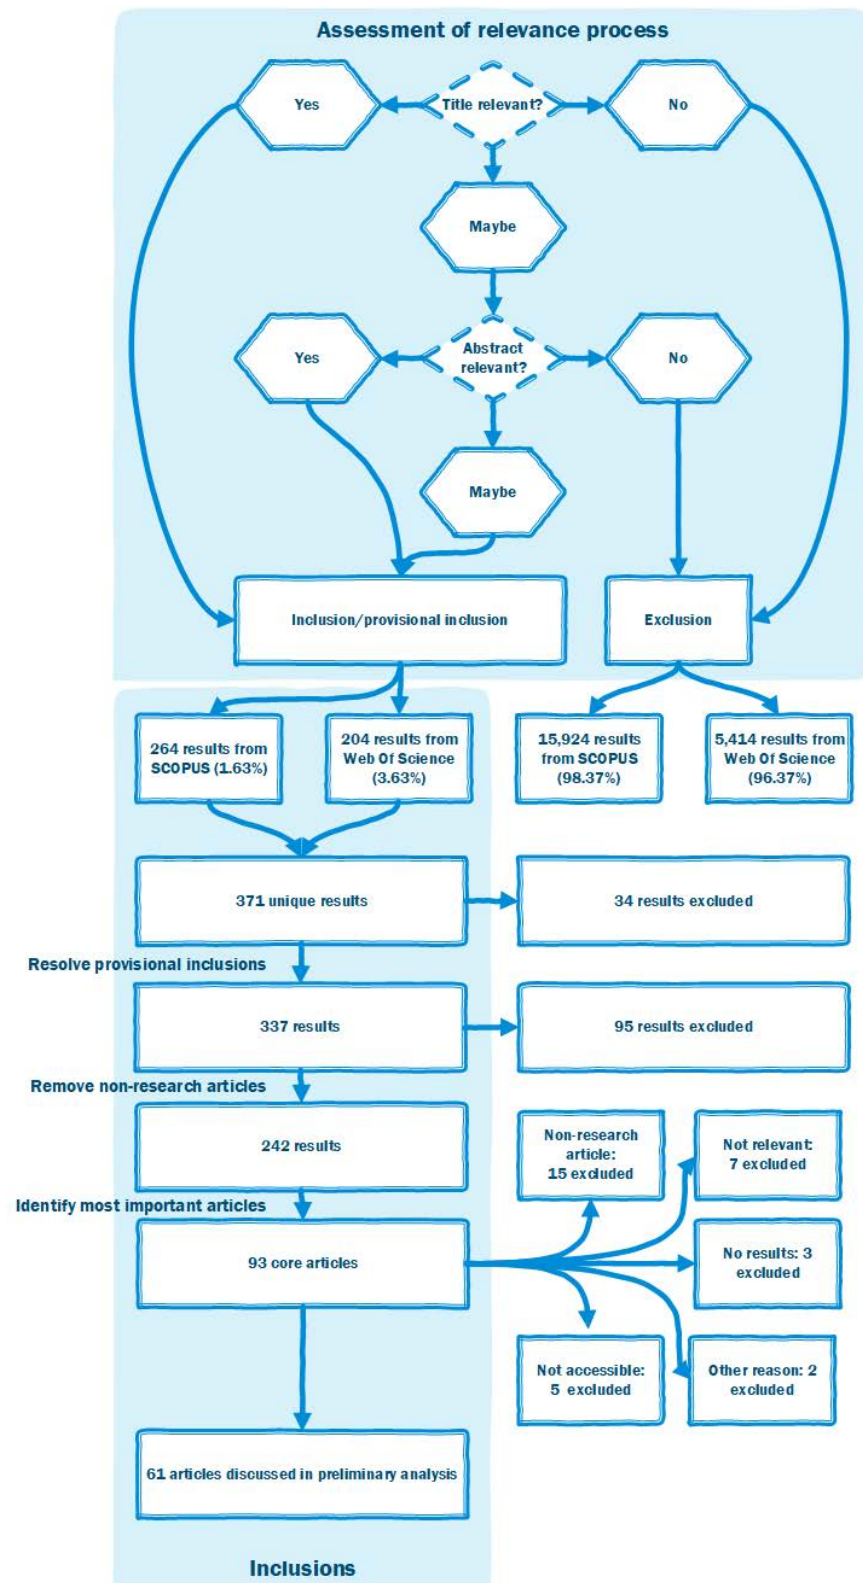 Assessment of relevance process
Yes
Title relevant?
No
Maybe
Yes
Abstract
relevant?
No
Maybe
Inclusion/provisional inclusion
Exclusion
264 results from
SCOPUS (1.63%)
204 results from
Web Of Science
(3.63%)
15,924 results
from SCOPUS
(98.37%)
5,414 results from
Web Of Science
(96.37%)
371 unique results
34 results excluded
Resolve provisional inclusions
337 results
95 results excluded
Remove non-research articles
242 results
Non-research
article:
15 excluded
Not relevant:
7 excluded
Identify most important articles
93 core articles
No results: 3
excluded
Not accessible:
5 excluded
Other reason: 2
excluded
61 articles discussed in preliminary analysis
Inclusions